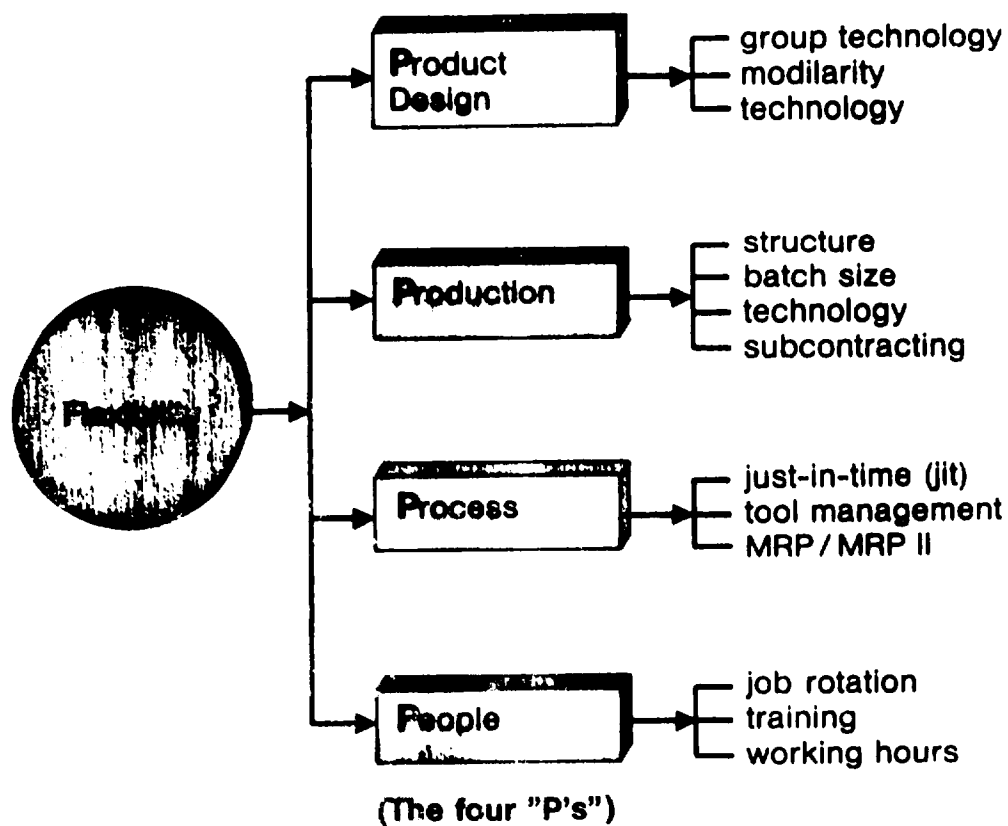 Flexibility
Product
Design
group technology
modilarity
technology
Production
structure
batch size
technology
subcontracting
Process
just-in-time (jit)
tool management
MRP / MRP II
People
job rotation
training
working hours
(The four "P's")